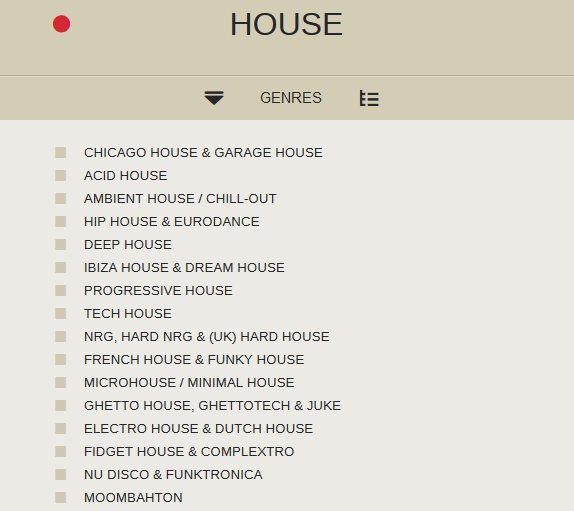 HOUSE
GENRES
CHICAGO HOUSE & GARAGE HOUSE
ACID HOUSE
AMBIENT HOUSE / CHILL-OUT
HIP HOUSE & EURODANCE
DEEP HOUSE
IBIZA HOUSE & DREAM HOUSE
PROGRESSIVE HOUSE
TECH HOUSE
NRG, HARD NRG & (UK) HARD HOUSE
FRENCH HOUSE & FUNKY HOUSE
MICROHOUSE / MINIMAL HOUSE
GHETTO HOUSE, GHETTOTECH & JUKE
ELECTRO HOUSE & DUTCH HOUSE
FIDGET HOUSE & COMPLEXTRO
NU DISCO & FUNKTRONICA
MOOMBAHTON